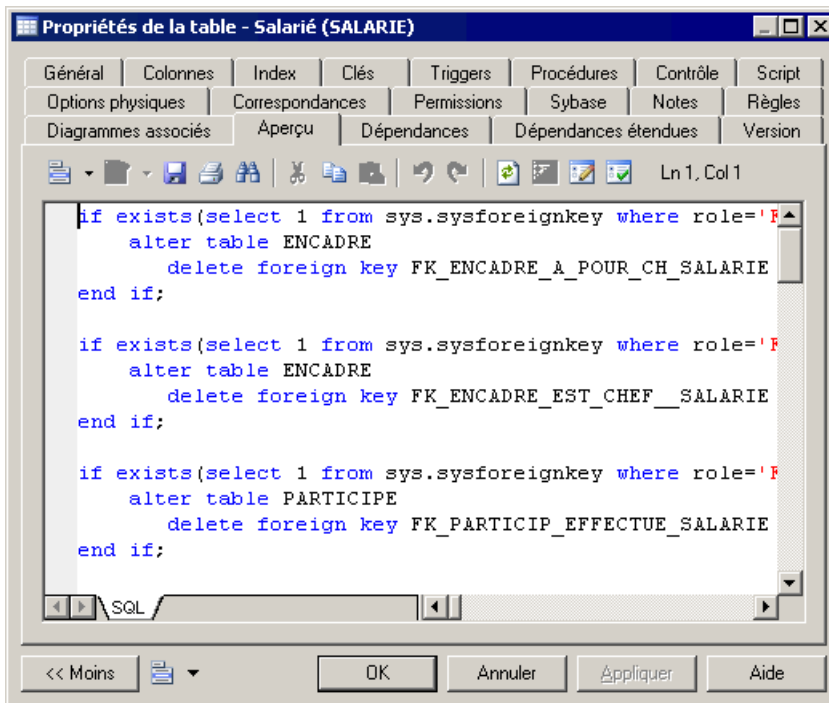 Propriétés de la table - Salarié (SALARIE)
Général Colonnes Index Clés Triggers Procédures Contrôle Script
Options physiques Correspondances Permissions Sybase Notes Règles
Diagrammes associés Aperçu Dépendances Dépendances étendues Version
Ln 1, Col 1
if exists(select 1 from sys.sysforeignkey where role='F
alter table ENCADRE
delete foreign key FK_ENCADRE_A_POUR_CH_SALARIE
end if;
if exists(select 1 from sys.sysforeignkey where role='F
alter table ENCADRE
delete foreign key FK_ENCADRE_EST_CHEF__SALARIE
end if;
if exists(select 1 from sys.sysforeignkey where role='F
alter table PARTICIPE
delete foreign key FK_PARTICIP_EFFECTUE_SALARIE
end if;
SQL
<< Moins OK Annuler Appliquer Aide